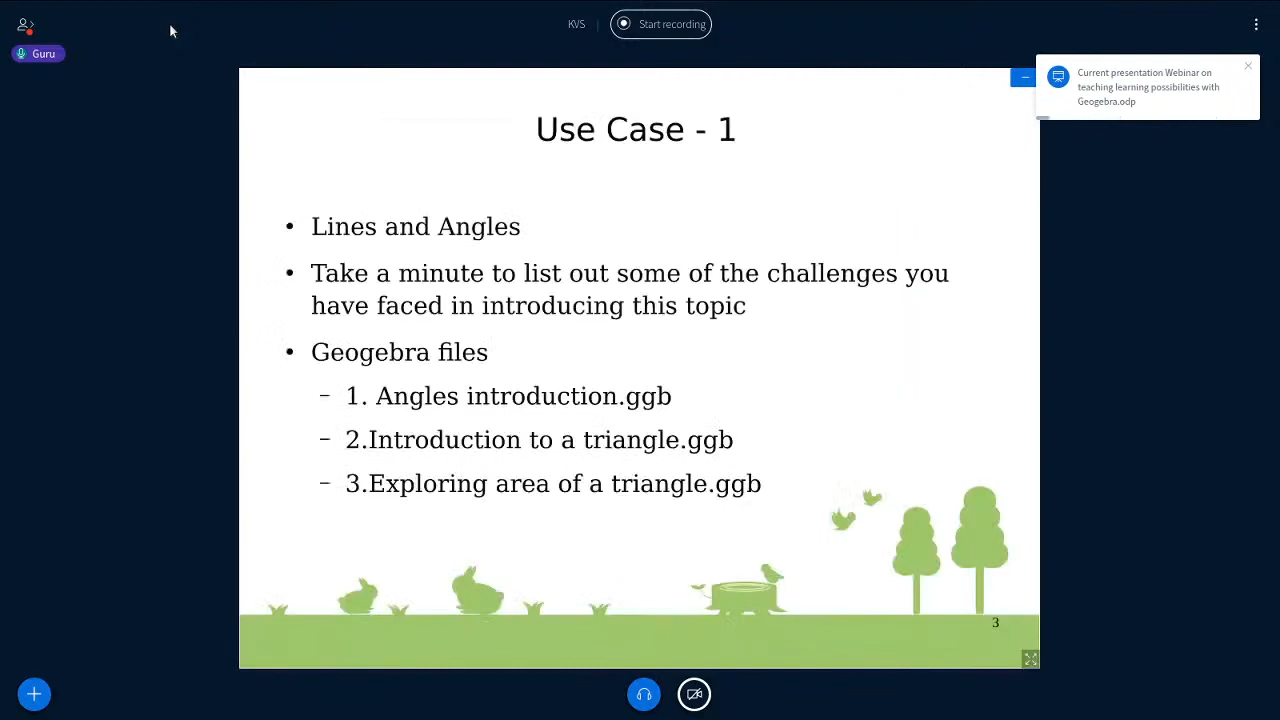 KVS
Start recording
Guru
Current presentation Webinar on
teaching learning possibilities with
Geogebra.odp
Use Case - 1
• Lines and Angles
• Take a minute to list out some of the challenges you
have faced in introducing this topic
• Geogebra files
– 1. Angles introduction.ggb
– 2.Introduction to a triangle.ggb
– 3.Exploring area of a triangle.ggb
3